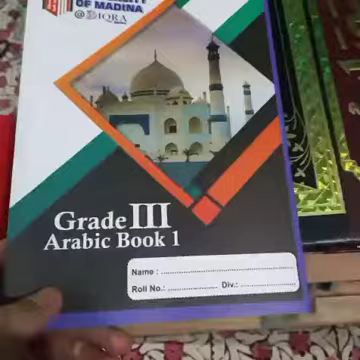 OF MADINA
@ IQRA
Grade III
Arabic Book 1
Name : ................................................
Roll No.: .................... Div.: ....................